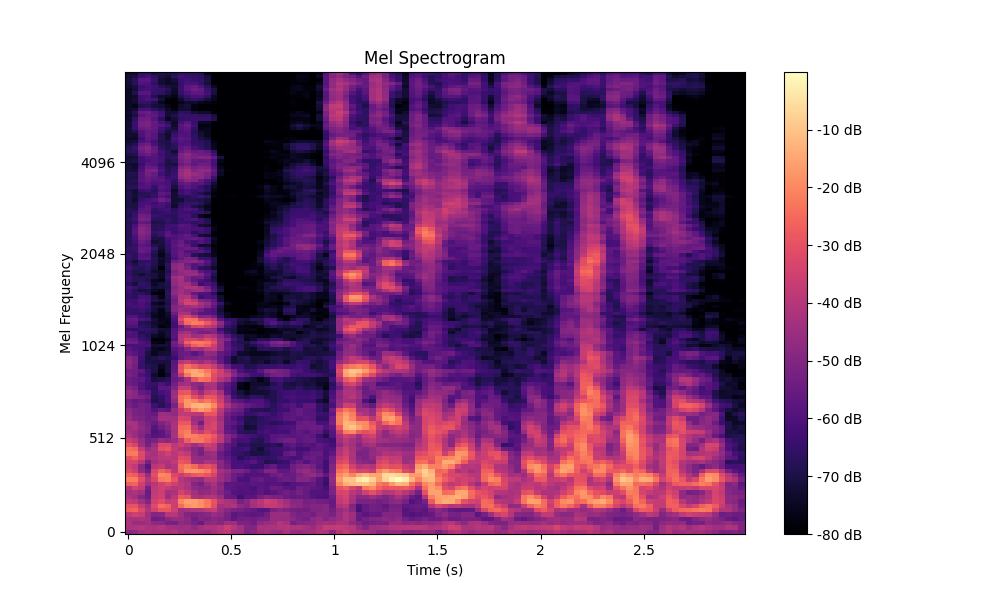 Mel Spectrogram
Mel Frequency
4096
2048
1024
512
0
0 0.5 1 1.5 2 2.5
Time (s)
-10 dB
-20 dB
-30 dB
-40 dB
-50 dB
-60 dB
-70 dB
-80 dB